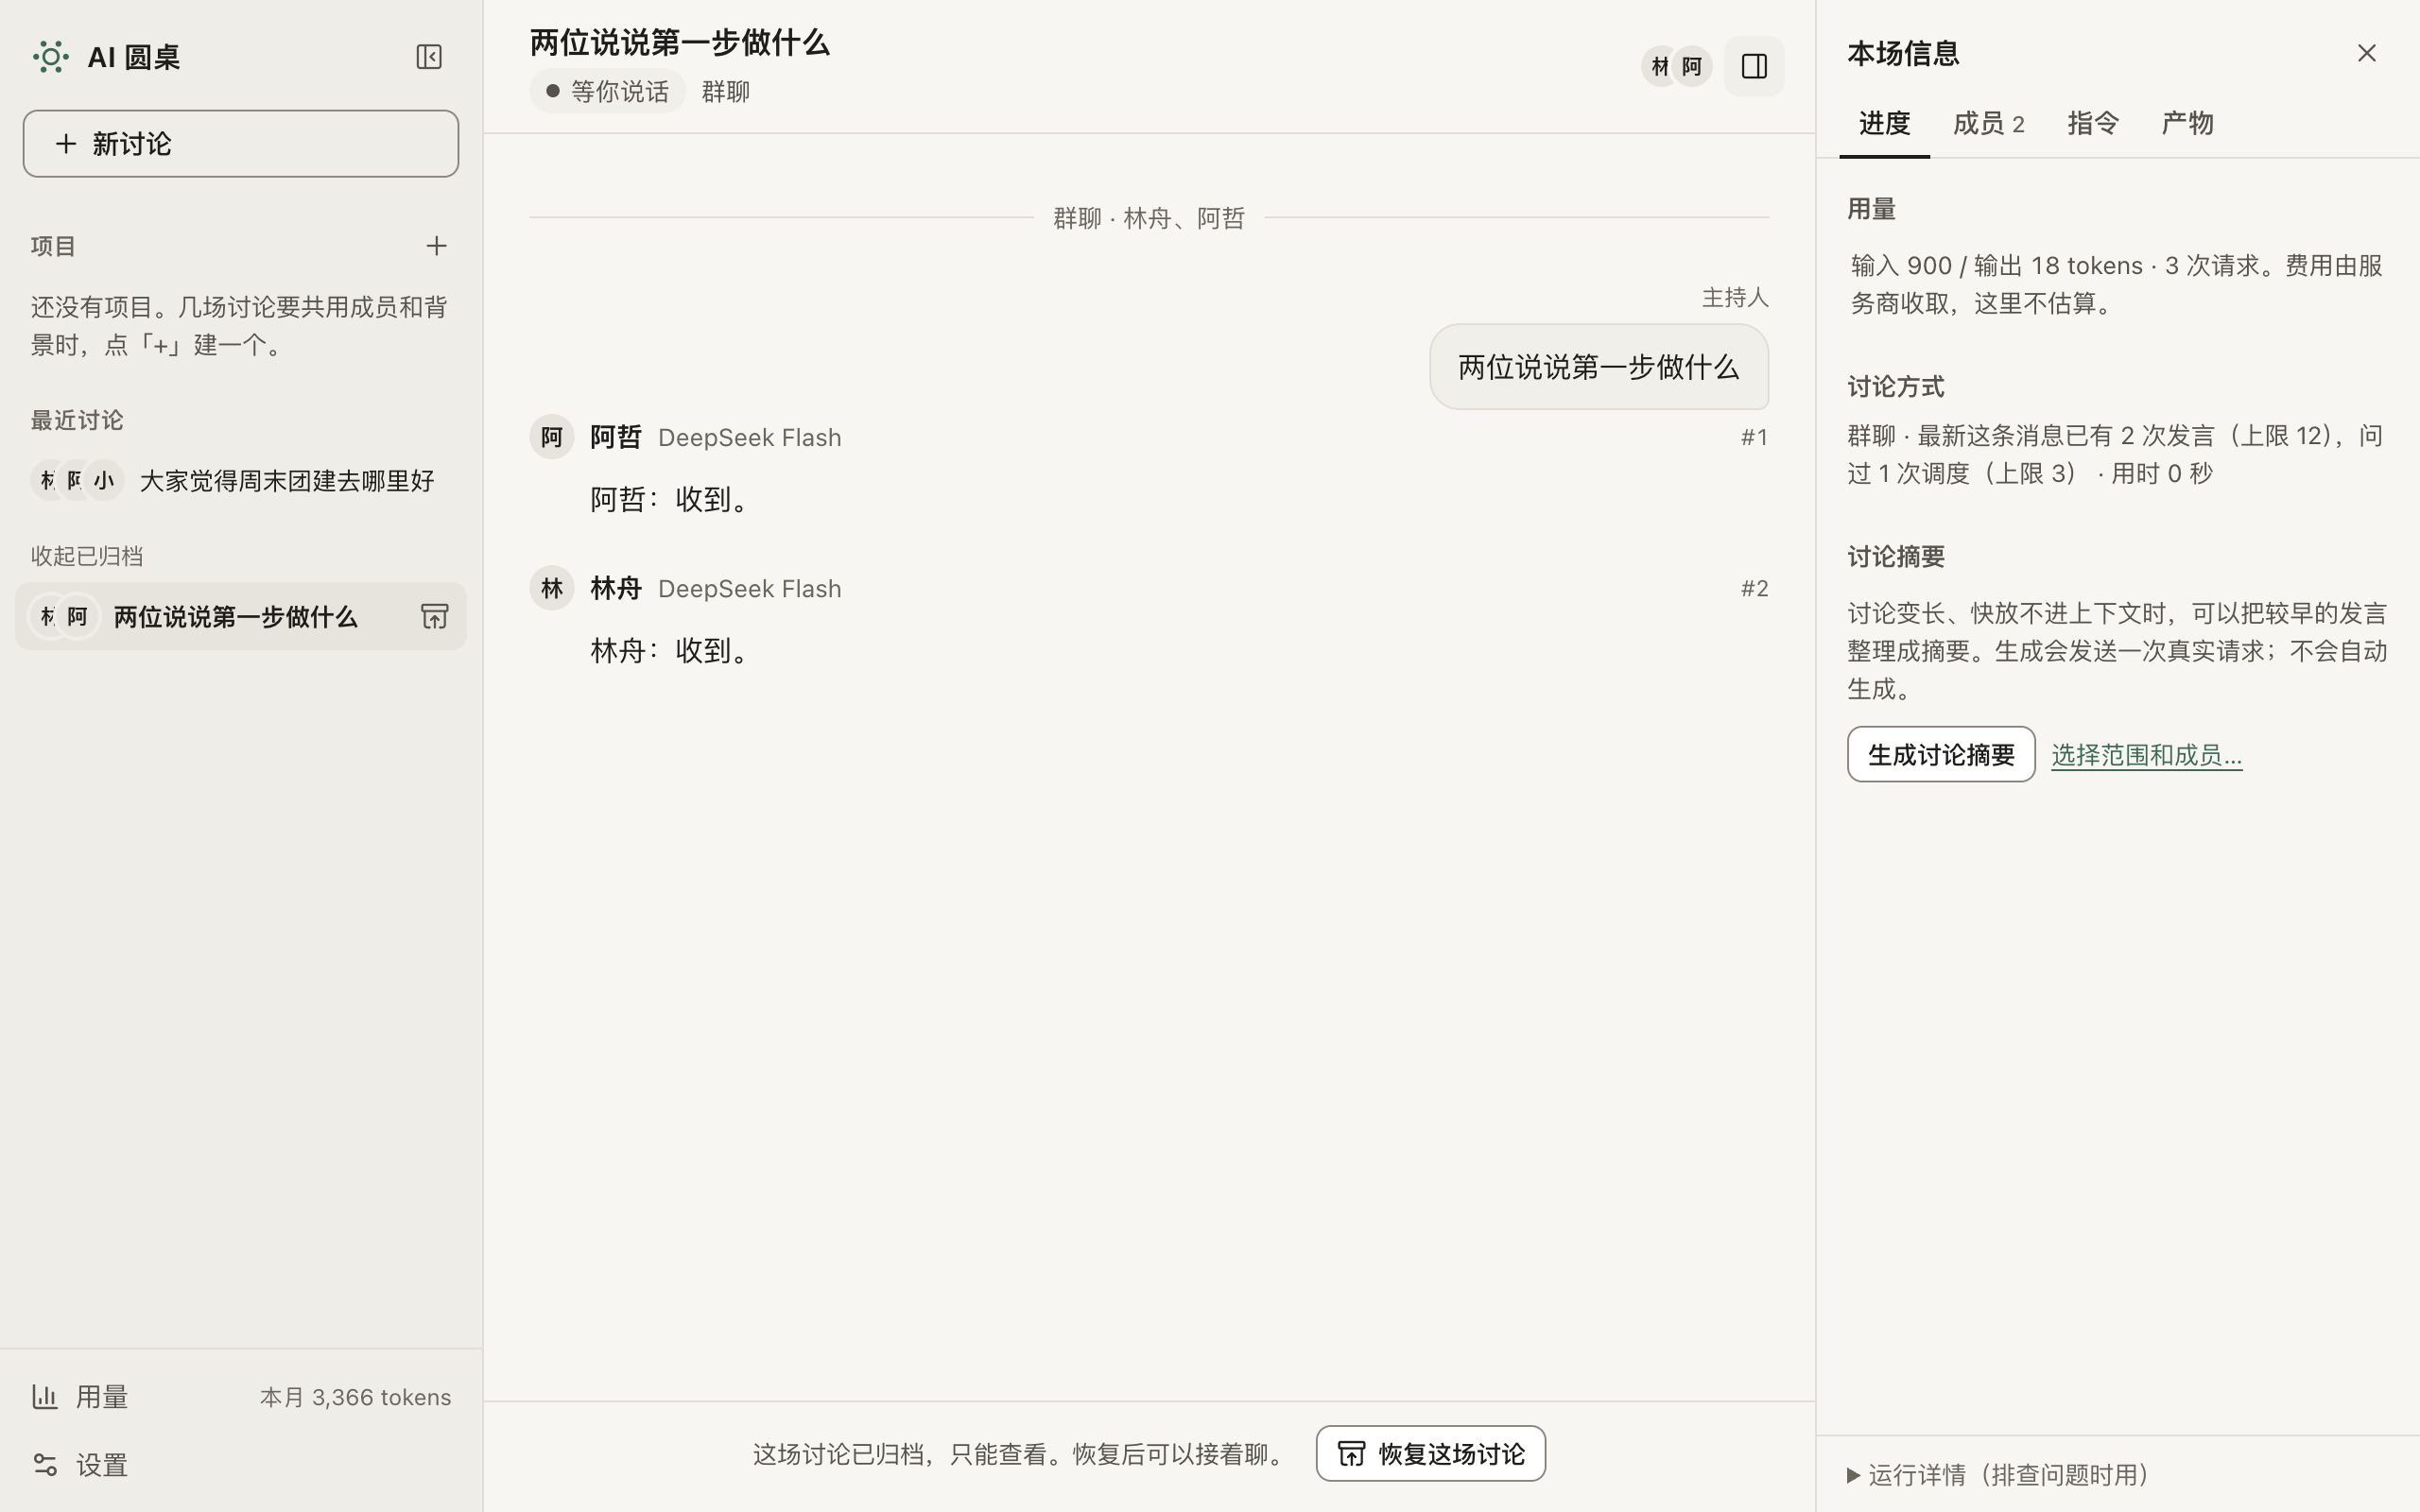 AI 圆桌
新讨论
项目
还没有项目。几场讨论要共用成员和背
景时，点「+」建一个。
最近讨论
小 大家觉得周末团建去哪里好
收起已归档
阿 两位说说第一步做什么
用量 本月 3,366 tokens
设置
两位说说第一步做什么
等你说话 群聊
林 阿
群聊 · 林舟、阿哲
主持人
两位说说第一步做什么
阿 阿哲 DeepSeek Flash #1
阿哲：收到。
林 林舟 DeepSeek Flash #2
林舟：收到。
这场讨论已归档，只能查看。恢复后可以接着聊。 恢复这场讨论
本场信息
进度 成员 2 指令 产物
用量
输入 900 / 输出 18 tokens · 3 次请求。费用由服
务商收取，这里不估算。
讨论方式
群聊 · 最新这条消息已有 2 次发言（上限 12），问
过 1 次调度（上限 3） · 用时 0 秒
讨论摘要
讨论变长、快放不进上下文时，可以把较早的发言
整理成摘要。生成会发送一次真实请求；不会自动
生成。
生成讨论摘要 选择范围和成员...
运行详情（排查问题时用）